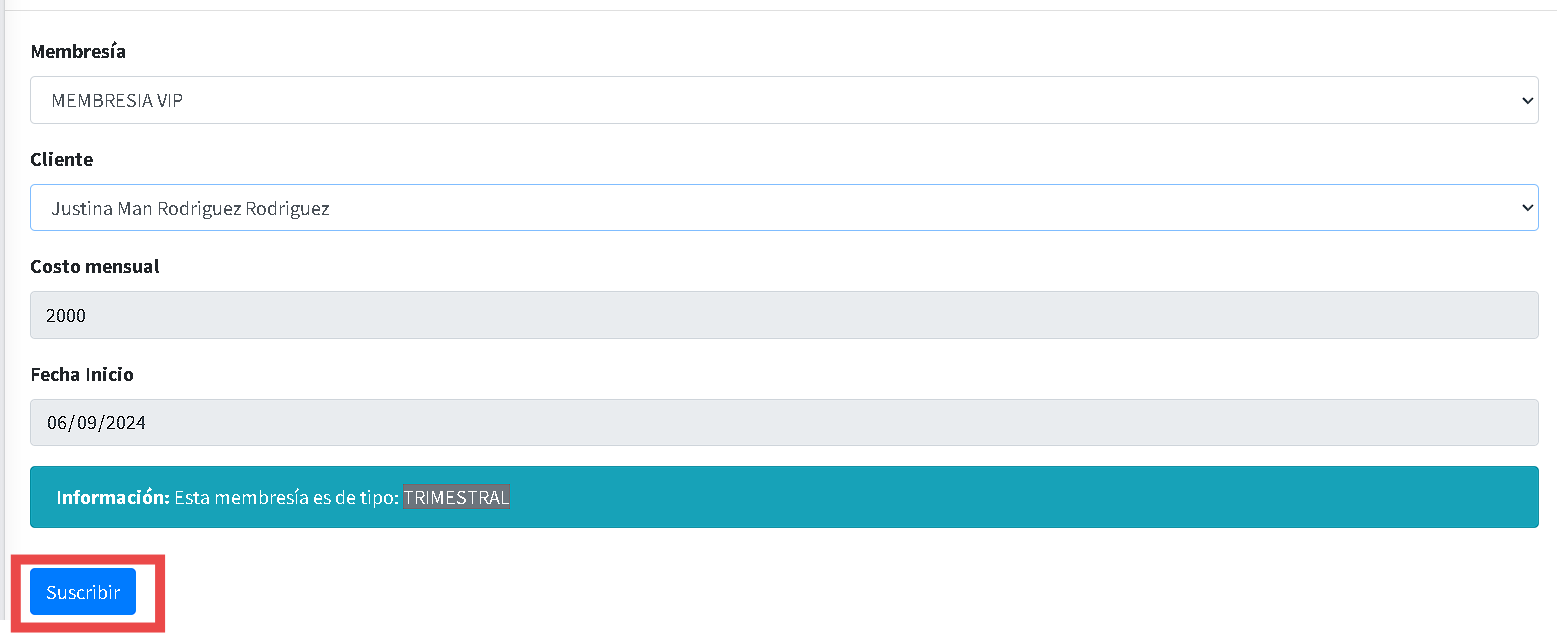 Membresía
MEMBRESIA VIP
Cliente
Justina Man Rodriguez Rodriguez
Costo mensual
2000
Fecha Inicio
06/09/2024
Información: Esta membresía es de tipo: TRIMESTRAL
Suscribir